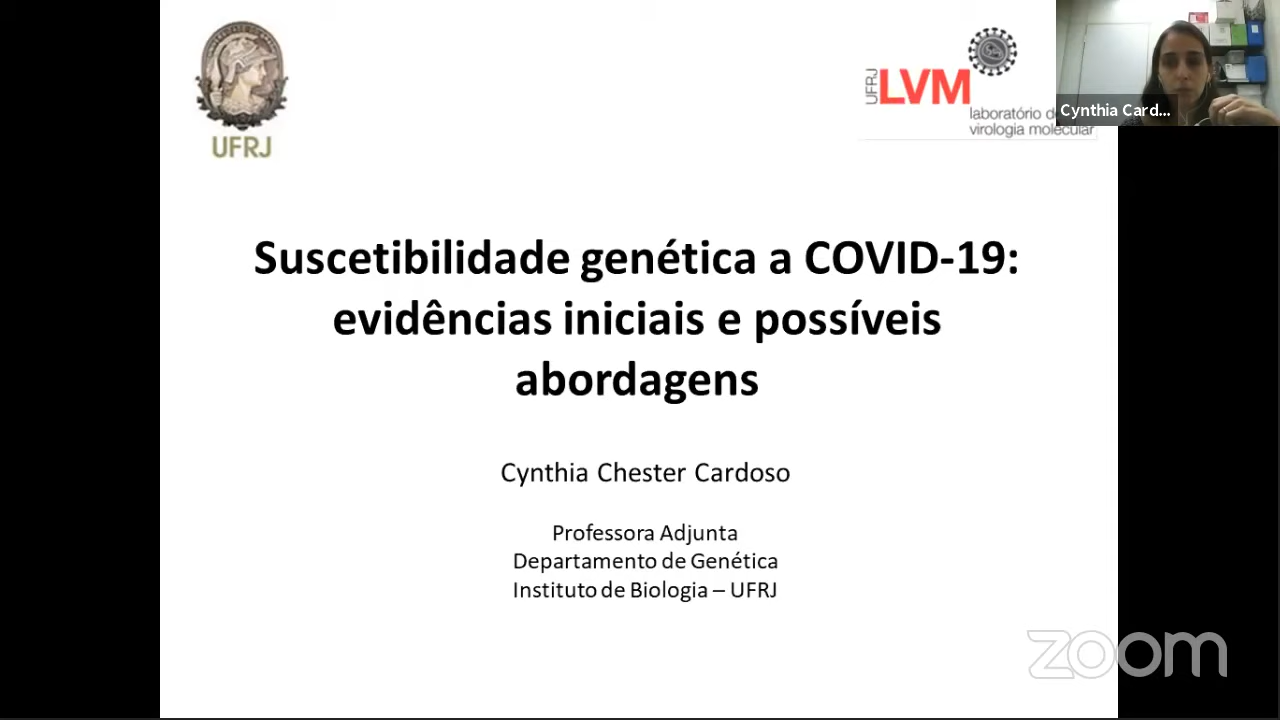 UFRJ
UFRJ
LVM
laboratório d
virologia molecular
Cynthia Card...
Suscetibilidade genética a COVID-19:
evidências iniciais e possíveis
abordagens
Cynthia Chester Cardoso
Professora Adjunta
Departamento de Genética
Instituto de Biologia – UFRJ
zoom